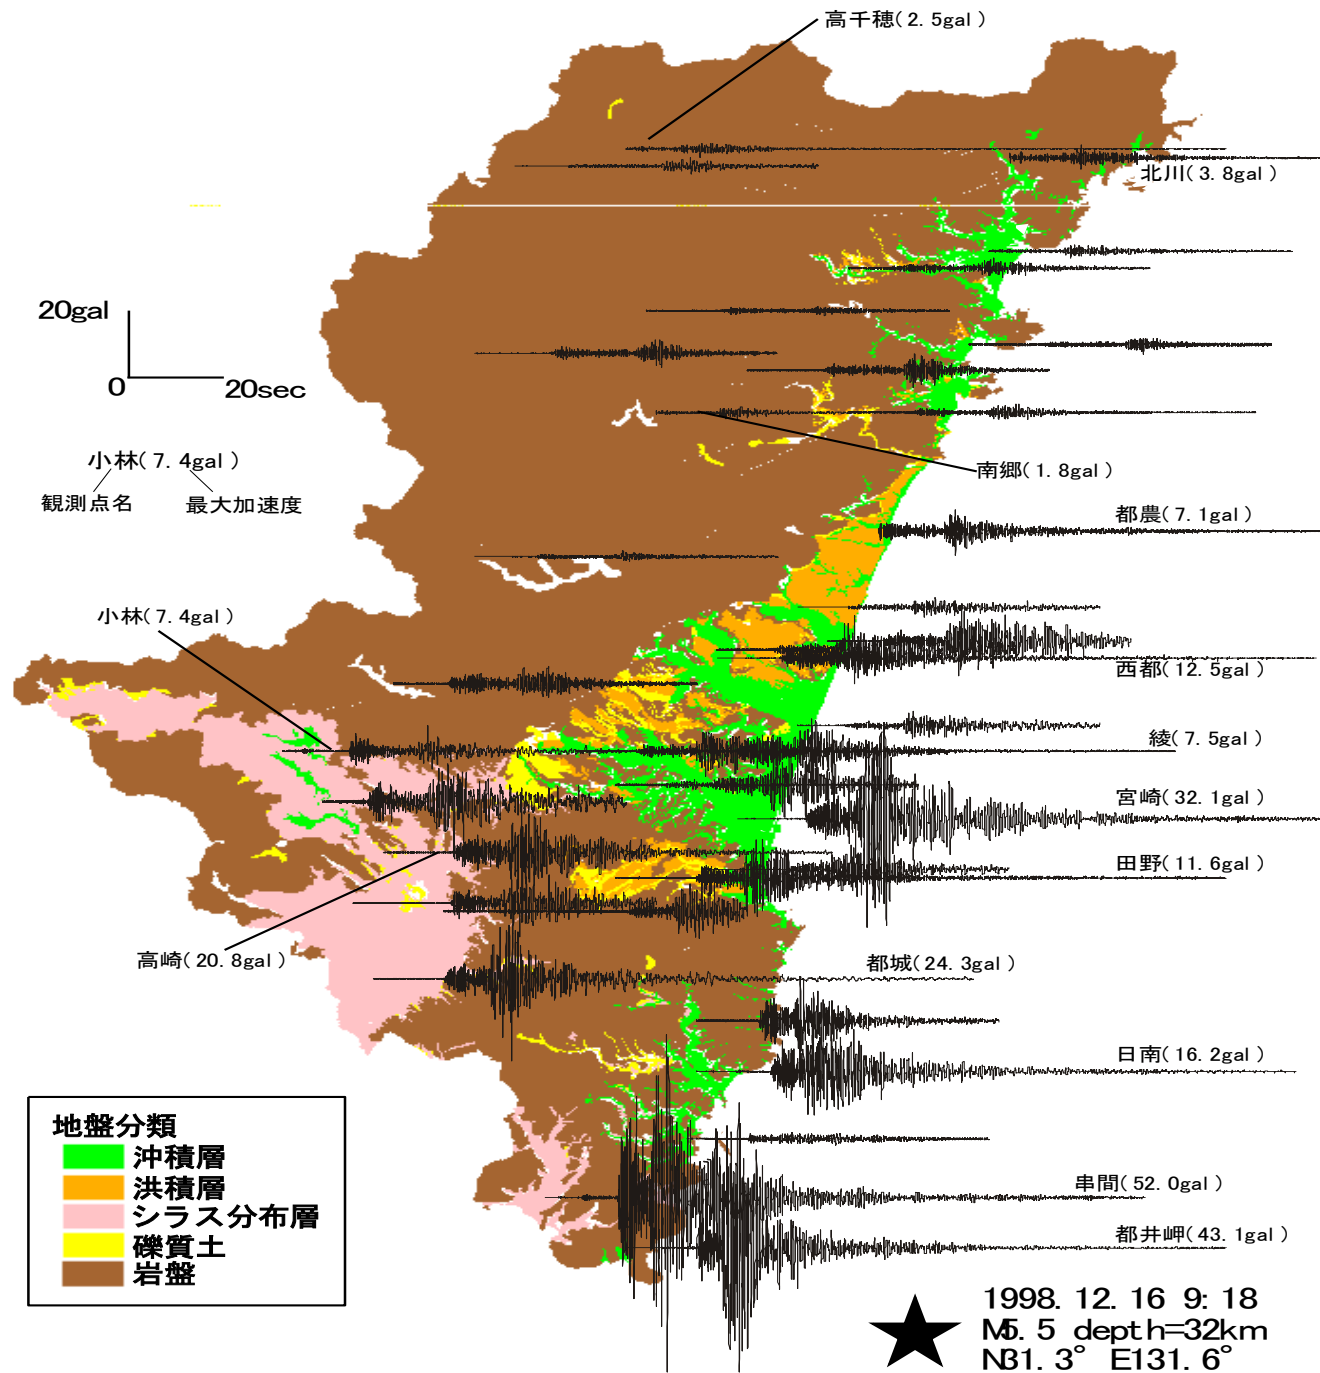 高千穂(2.5gal)
北川(3.8gal)
20gal
0 20sec
小林(7.4gal)
観測点名 最大加速度
南郷(1.8gal)
都農(7.1gal)
小林(7.4gal)
西都(12.5gal)
綾(7.5gal)
宮崎(32.1gal)
田野(11.6gal)
高崎(20.8gal)
都城(24.3gal)
日南(16.2gal)
串間(52.0gal)
都井岬(43.1gal)
地盤分類
沖積層
洪積層
シラス分布層
礫質土
岩盤
1998.12.16 9:18
M5.5 depth=32km
N31.3° E131.6°